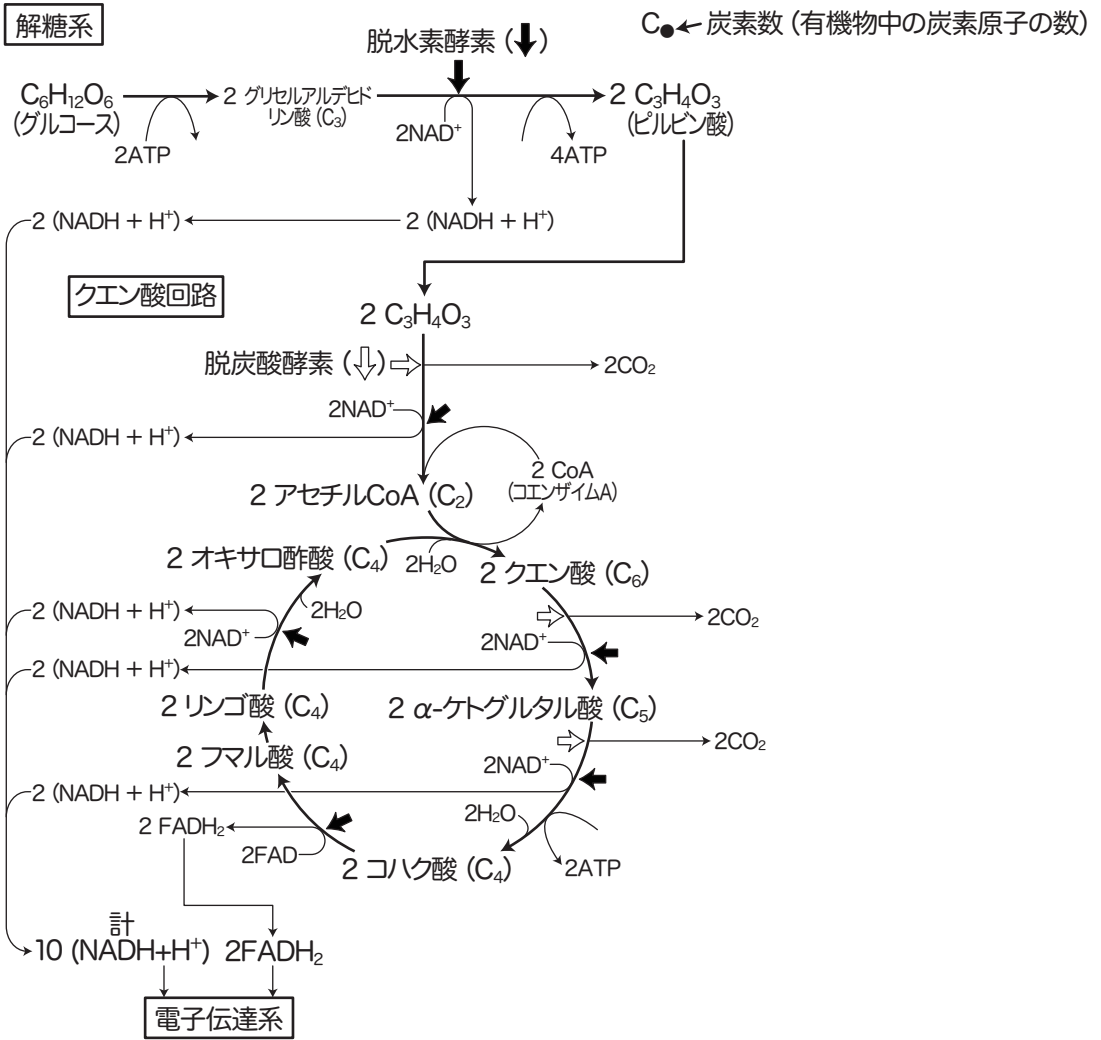 解糖系
C●←炭素数（有機物中の炭素原子の数）
脱水素酵素（⬇）
C₆H₁₂O₆
（グルコース）
2 グリセルアルデヒド
リン酸（C₃）
2 C₃H₄O₃
（ピルビン酸）
2ATP
2NAD⁺
4ATP
2 (NADH + H⁺)
2 (NADH + H⁺)
クエン酸回路
2 C₃H₄O₃
脱炭酸酵素（⇩）
2CO₂
2NAD⁺
2 (NADH + H⁺)
2 CoA
（コエンザイムA）
2 アセチルCoA（C₂）
2 オキサロ酢酸（C₄）
2H₂O
2 クエン酸（C₆）
2 (NADH + H⁺)
2H₂O
2CO₂
2NAD⁺
2NAD⁺
2 (NADH + H⁺)
2 リンゴ酸（C₄）
2 α-ケトグルタル酸（C₅）
2CO₂
2 フマル酸（C₄）
2NAD⁺
2 (NADH + H⁺)
2H₂O
2 FADH₂
2FAD
2 コハク酸（C₄）
2ATP
計
10 (NADH+H⁺)
2FADH₂
電子伝達系